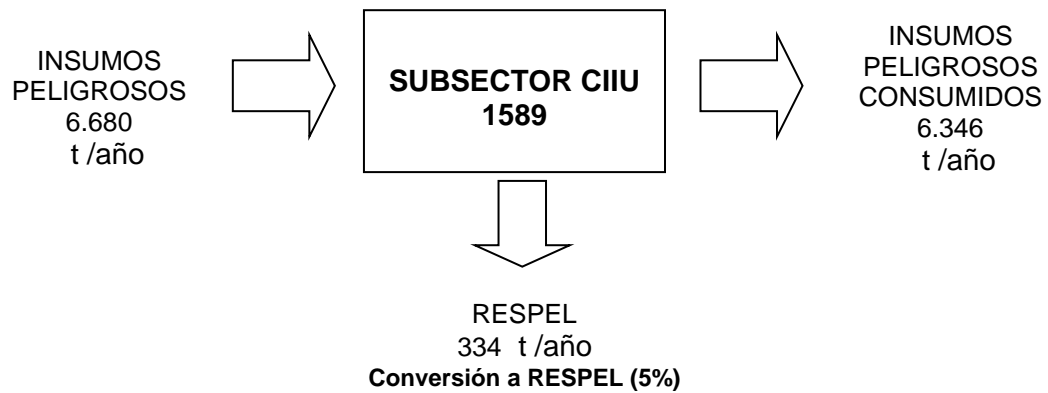 INSUMOS
PELIGROSOS
6.680
t /año
SUBSECTOR CIIU
1589
INSUMOS
PELIGROSOS
CONSUMIDOS
6.346
t /año
RESPEL
334 t /año
Conversión a RESPEL (5%)